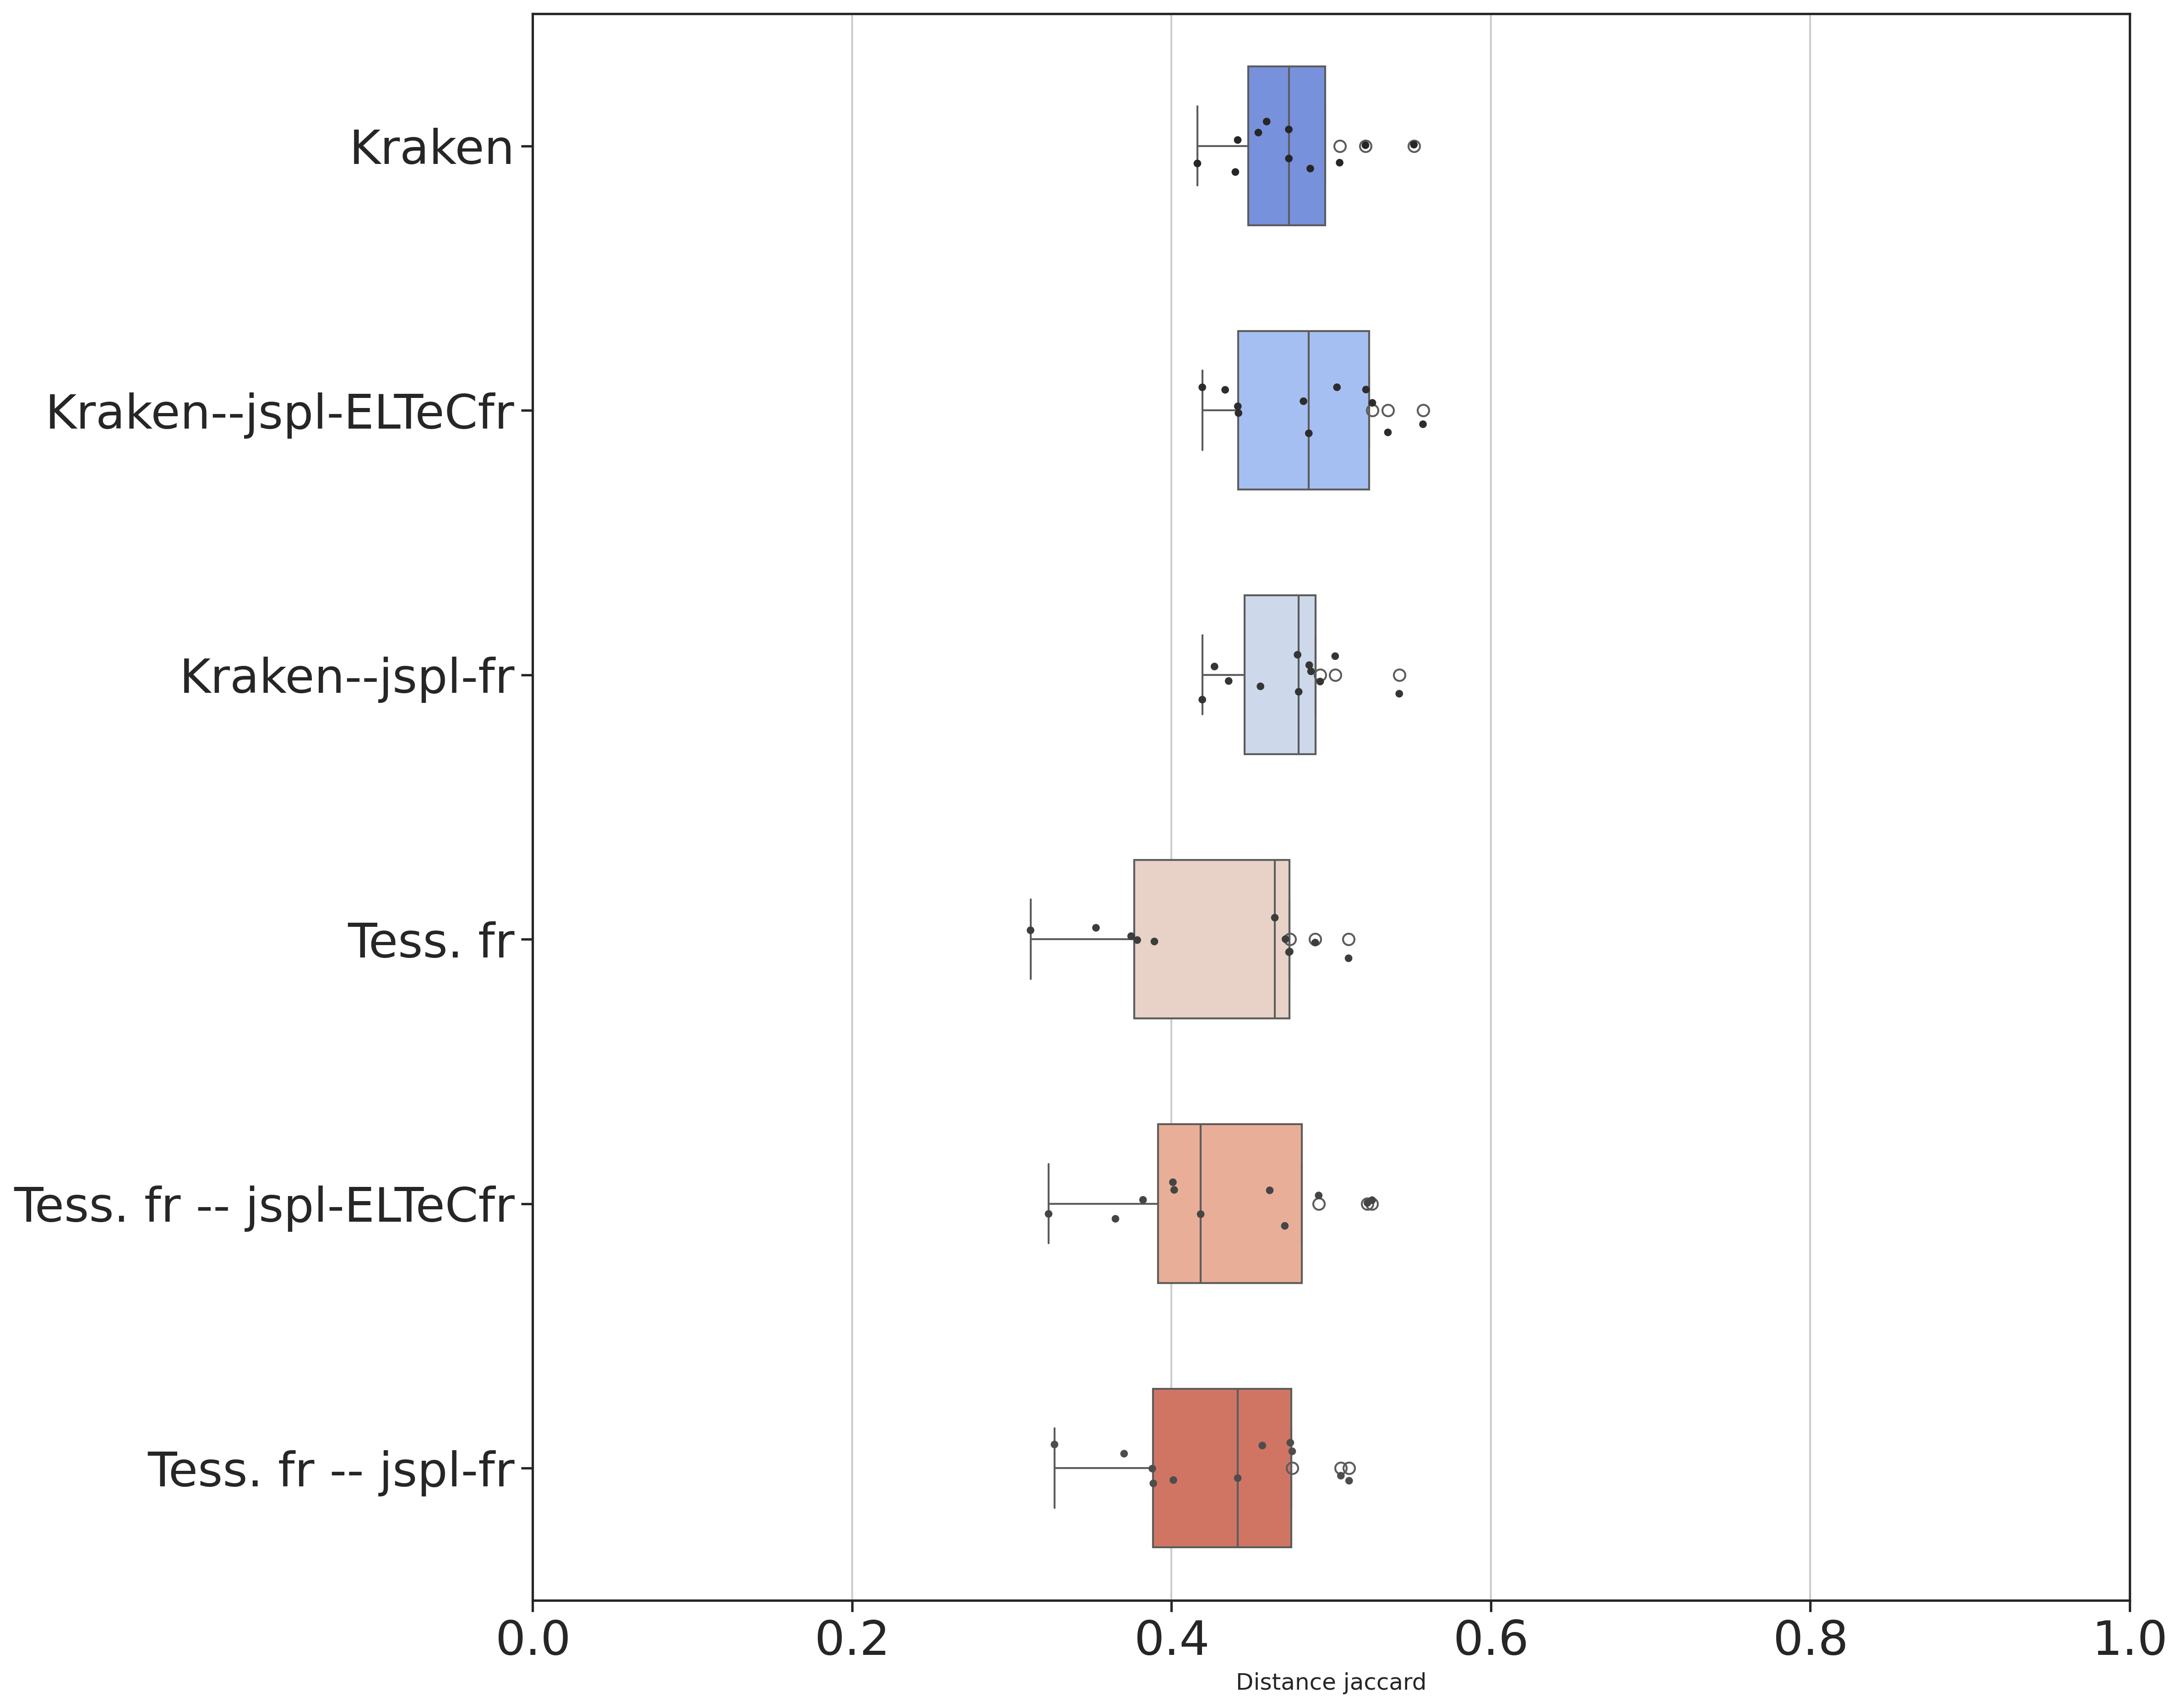 Kraken
Kraken--jspl-ELTeCfr
Kraken--jspl-fr
Tess. fr
Tess. fr -- jspl-ELTeCfr
Tess. fr -- jspl-fr
0.0 0.2 0.4 0.6 0.8 1.0
Distance jaccard